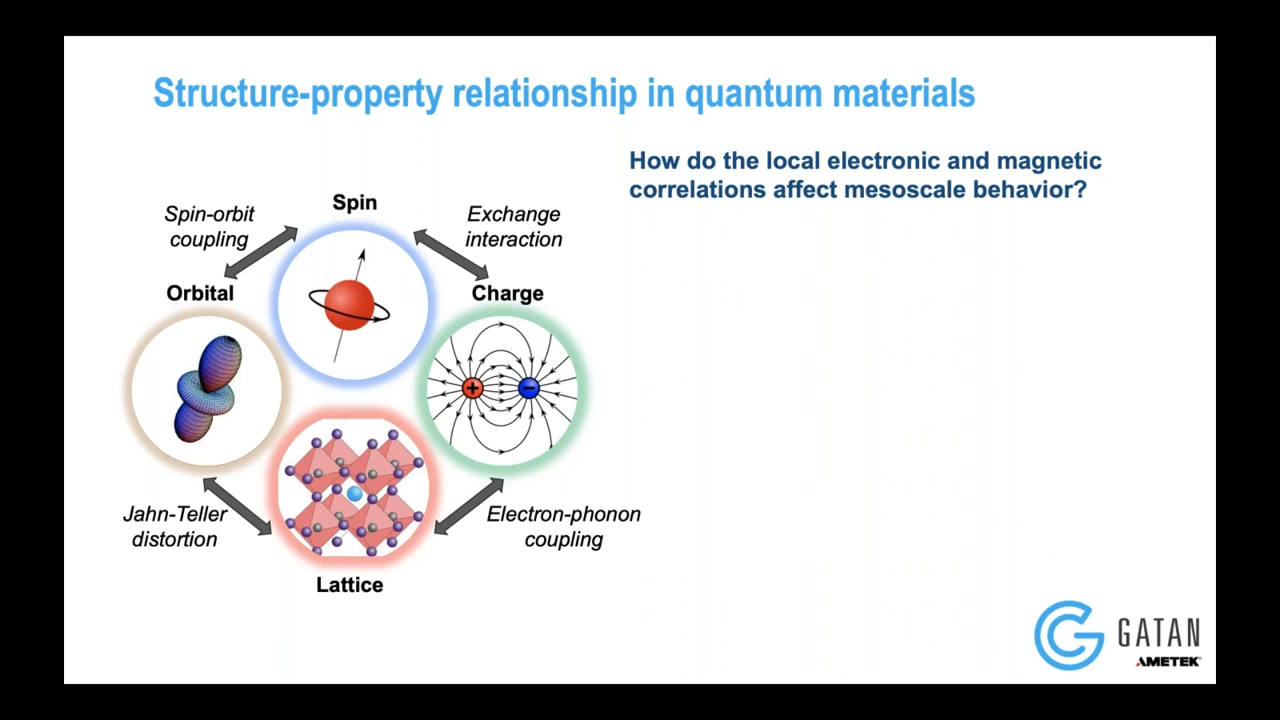 Structure-property relationship in quantum materials
How do the local electronic and magnetic
correlations affect mesoscale behavior?
Spin
Spin-orbit
coupling
Exchange
interaction
Orbital
Charge
+
−
Jahn-Teller
distortion
Electron-phonon
coupling
Lattice
GATAN
AMETEK